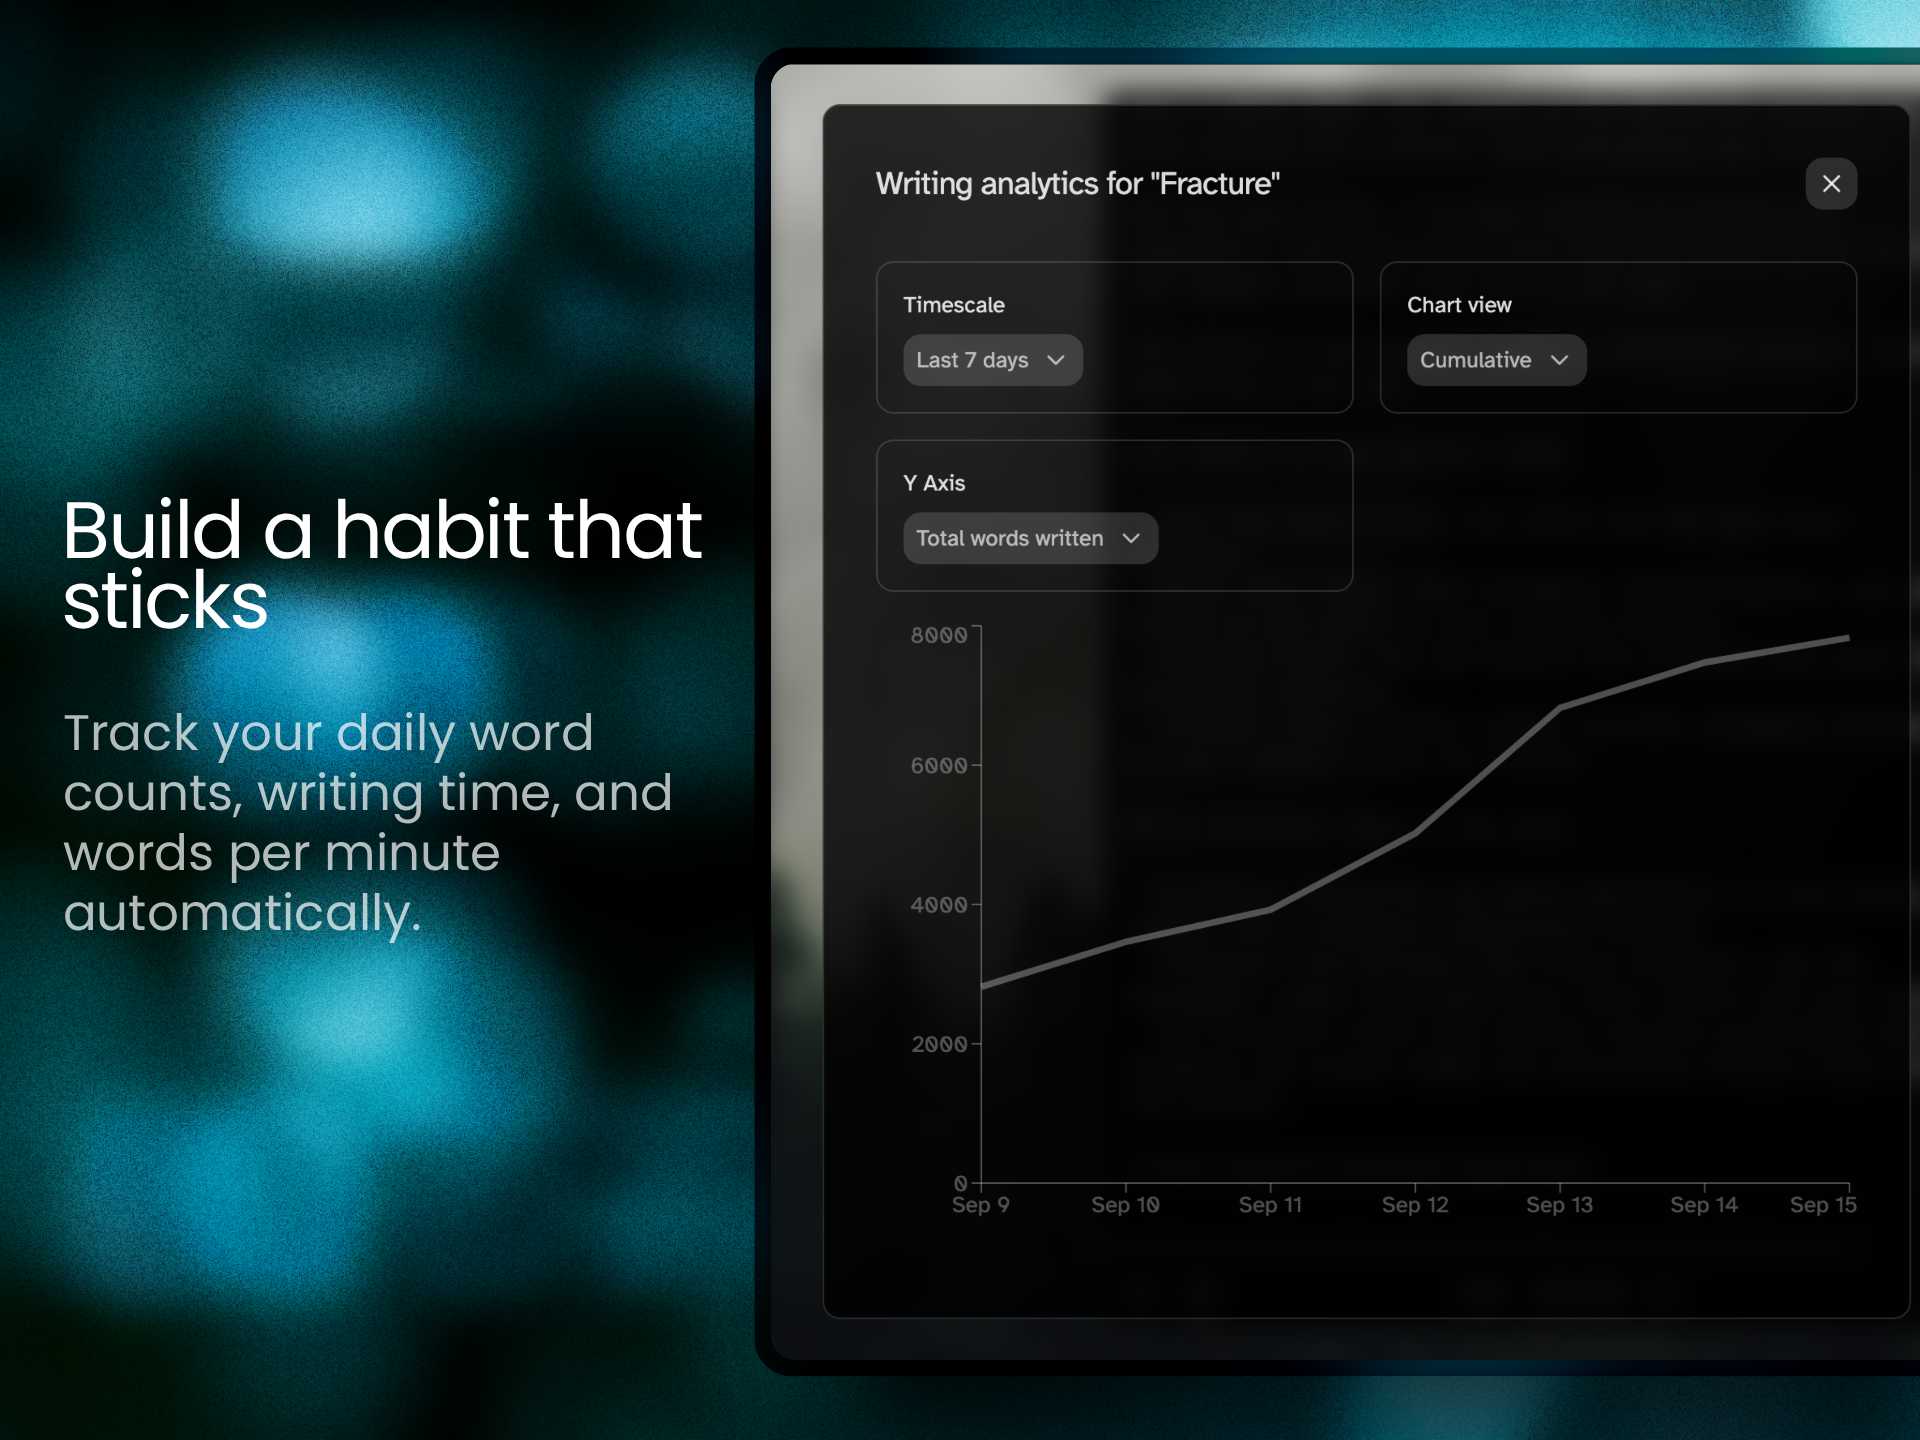 Build a habit that
sticks
Track your daily word
counts, writing time, and
words per minute
automatically.
Writing analytics for "Fracture"
Timescale
Last 7 days
Chart view
Cumulative
Y Axis
Total words written
8000
6000
4000
2000
0
Sep 9 Sep 10 Sep 11 Sep 12 Sep 13 Sep 14 Sep 15